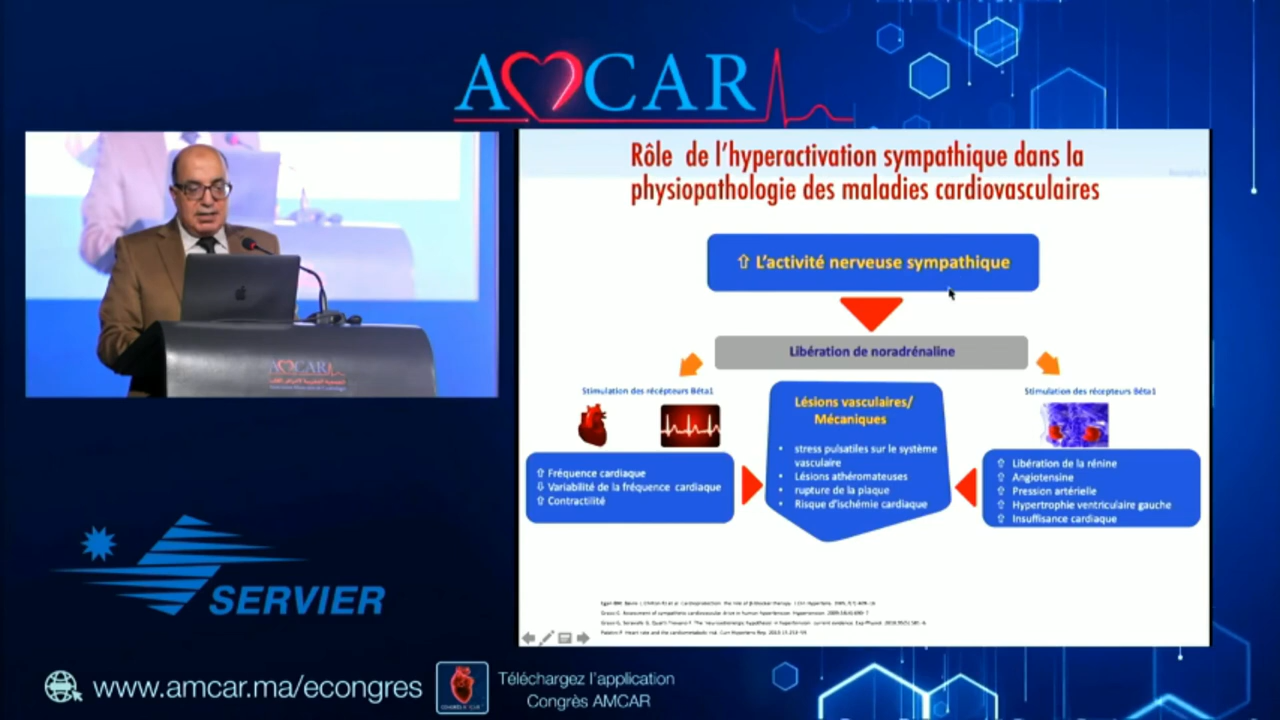 AMCAR
Rôle de l'hyperactivation sympathique dans la
physiopathologie des maladies cardiovasculaires
⇧ L'activité nerveuse sympathique
Libération de noradrénaline
Stimulation des récépteurs Béta1
Stimulation des récepteurs Béta1
Lésions vasculaires/
Mécaniques
• stress pulsatiles sur le système
vasculaire
• Lésions athéromateuses
• rupture de la plaque
• Risque d'ischémie cardiaque
⇧ Fréquence cardiaque
⇩ Variabilité de la fréquence cardiaque
⇧ Contractilité
⇧ Libération de la rénine
⇧ Angiotensine
⇧ Pression artérielle
⇧ Hypertrophie ventriculaire gauche
⇧ Insuffisance cardiaque
AMCAR
SERVIER
www.amcar.ma/econgres
Téléchargez l'application
Congrès AMCAR